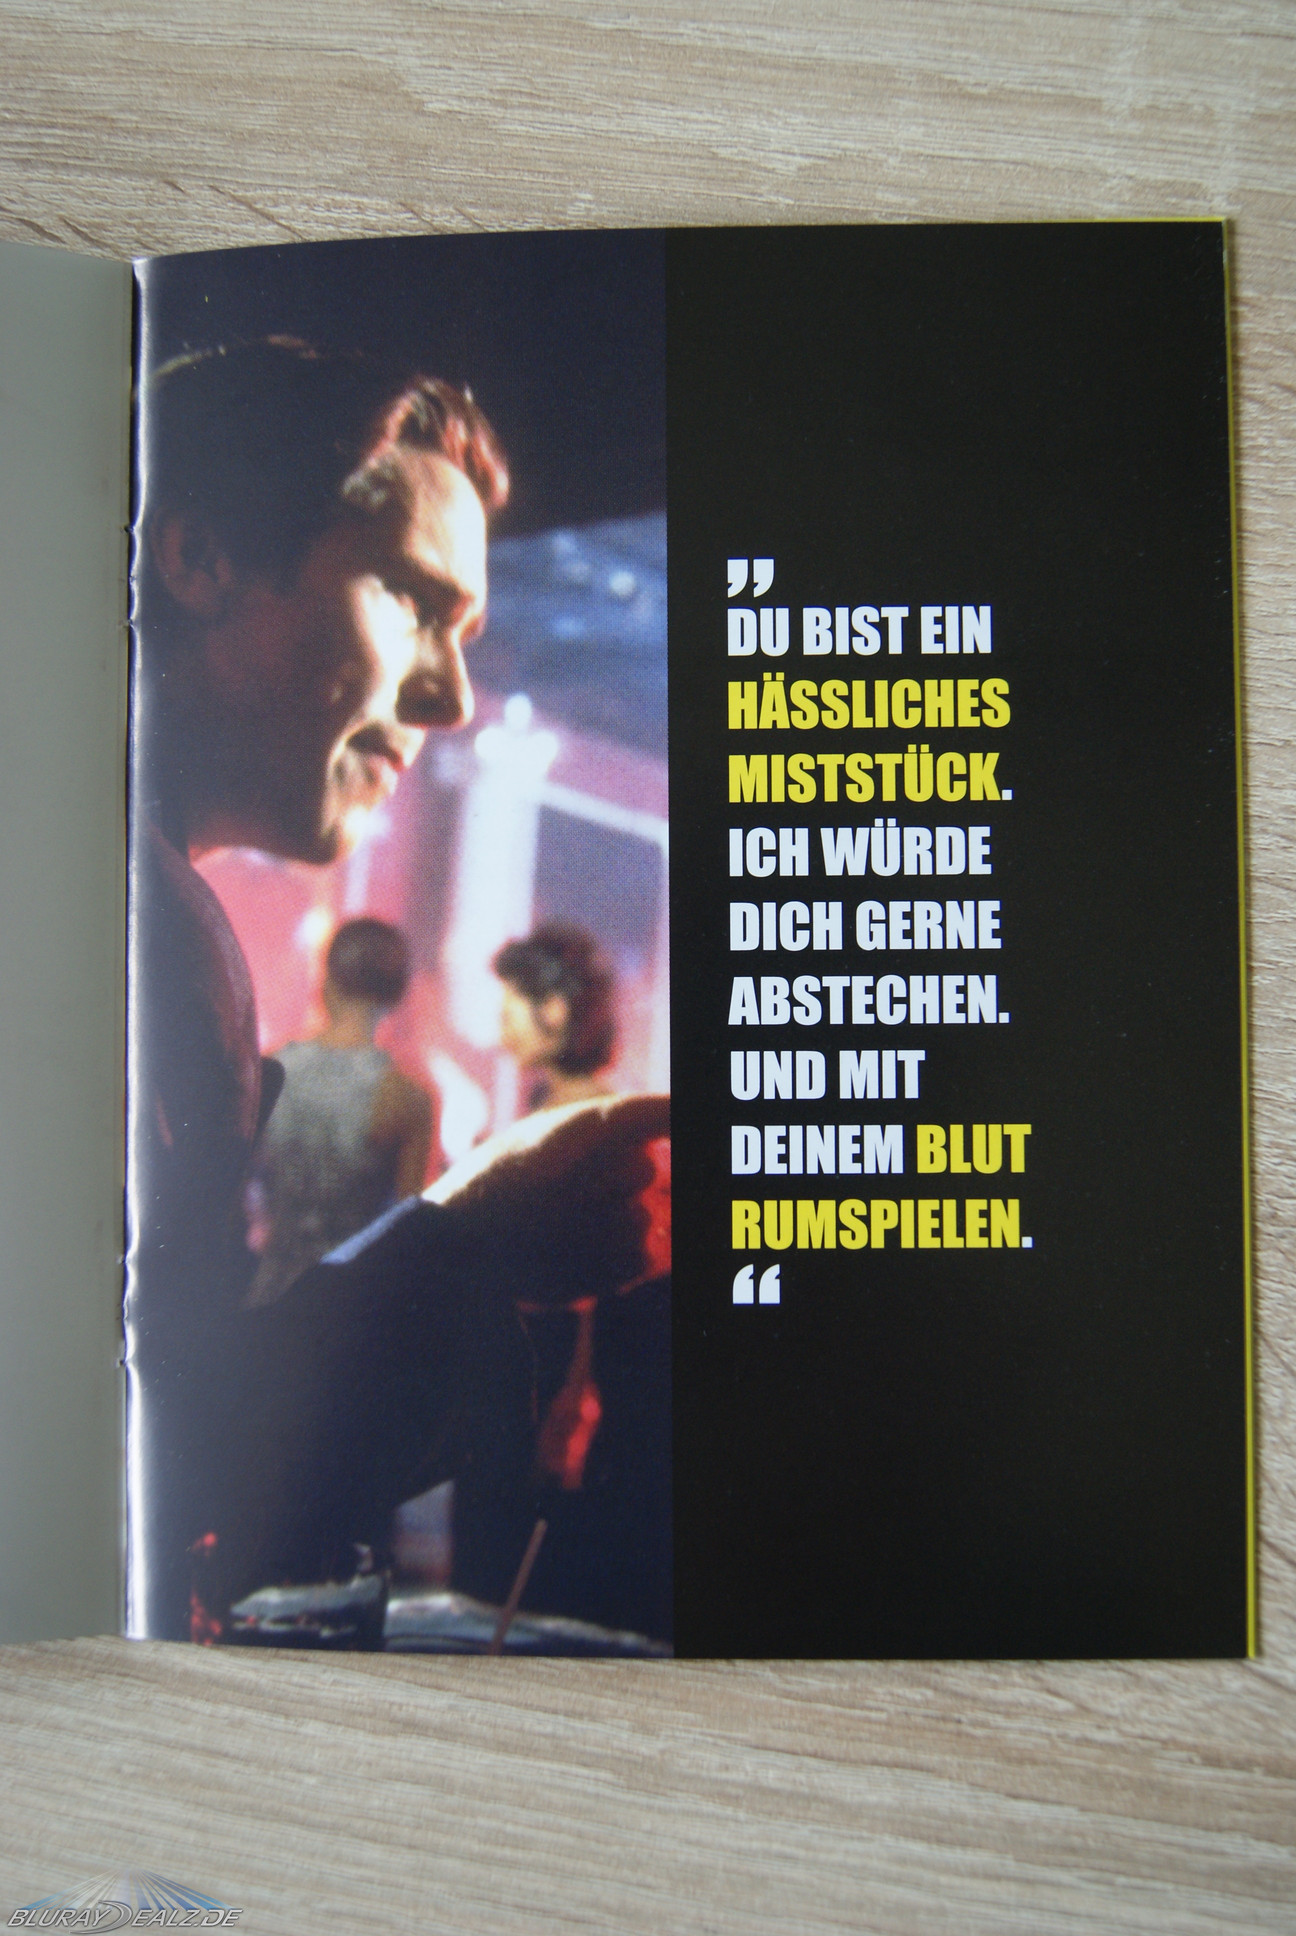 „
DU BIST EIN
HÄSSLICHES
MISTSTÜCK.
ICH WÜRDE
DICH GERNE
ABSTECHEN.
UND MIT
DEINEM BLUT
RUMSPIELEN.
“
BLURAYDEALZ.DE